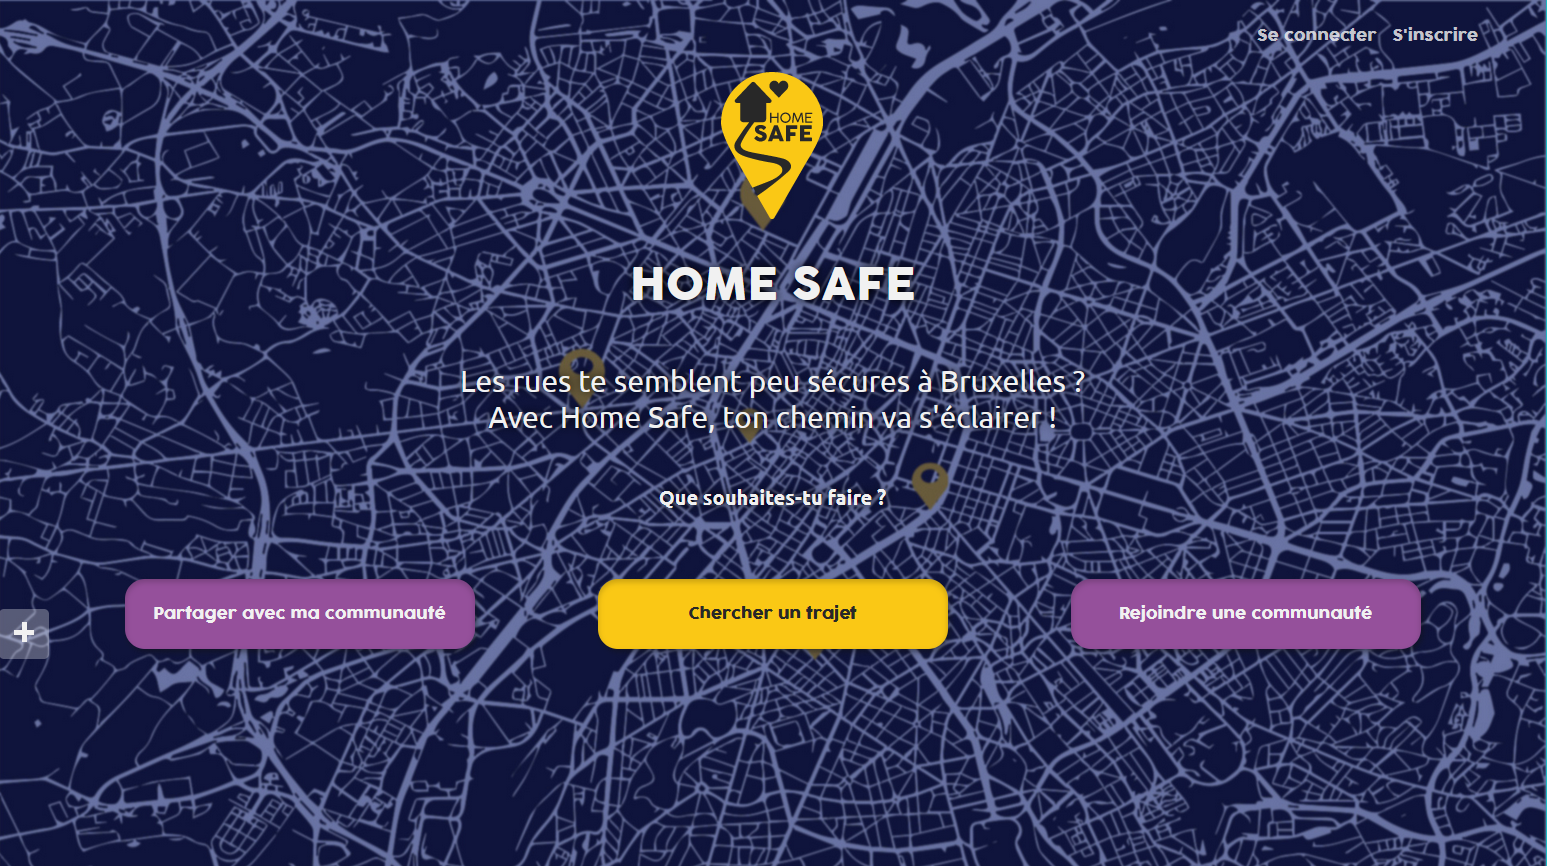 Se connecter S'inscrire
HOME
SAFE
HOME SAFE
Les rues te semblent peu sécures à Bruxelles ?
Avec Home Safe, ton chemin va s'éclairer !
Que souhaites-tu faire ?
Partager avec ma communauté
Chercher un trajet
Rejoindre une communauté
+